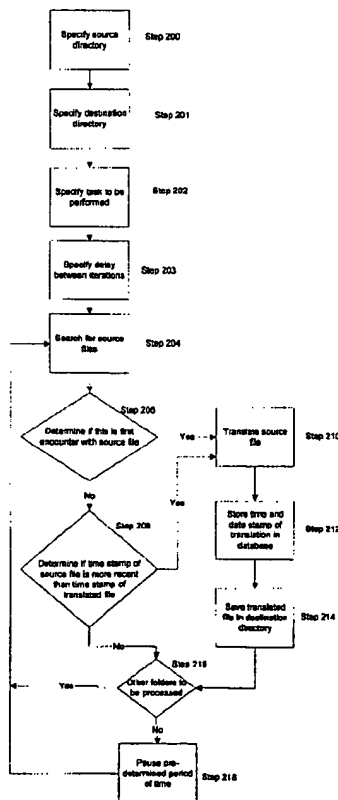 Specify source
directory
Step 200
Specify destination
directory
Step 201
Specify task to be
performed
Step 202
Specify delay
between iterations
Step 203
Search for source
files
Step 204
Step 206
Determine if this is first
encounter with source file
Yes
Translate source
file
Step 210
No
Yes
Step 208
Determine if time stamp of
source file is more recent
than time stamp of
translated file
Store time and
date stamp of
translation in
database
Step 212
Save translated
file in destination
directory
Step 214
No
Step 216
Yes
Other folders to
be processed
No
Pause pre-
determined period
of time
Step 218